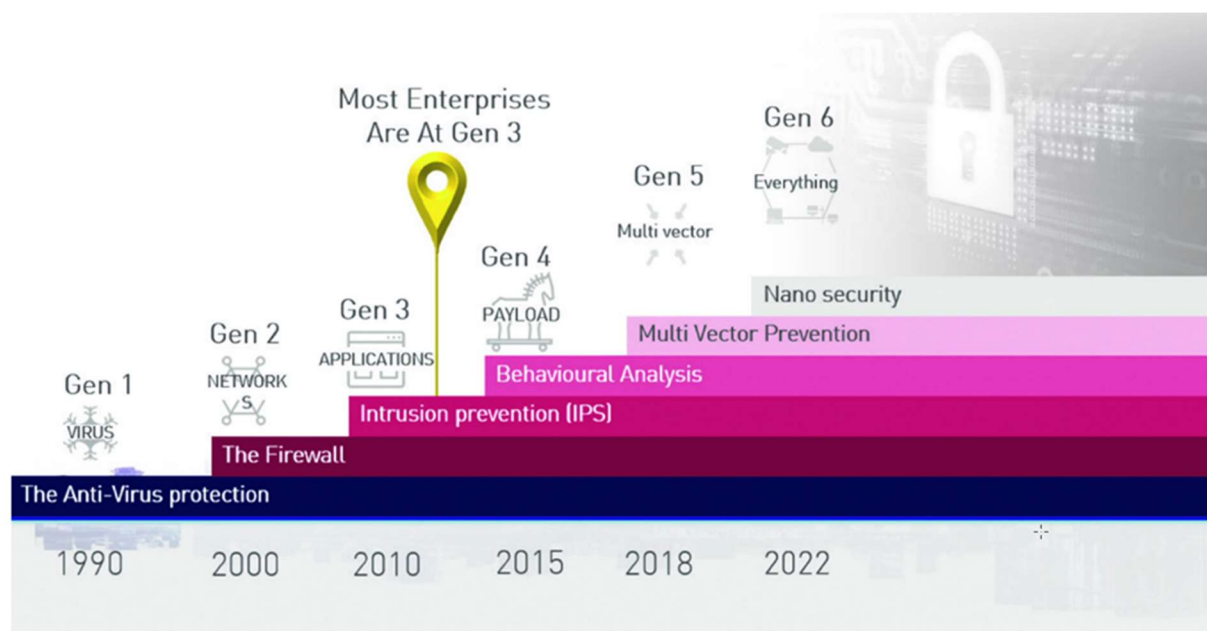 Most Enterprises
Are At Gen 3
Gen 6
Everything
Gen 5
Multi vector
Gen 4
PAYLOAD
Gen 3
APPLICATIONS
Gen 2
NETWORK
S
Gen 1
VIRUS
Nano security
Multi Vector Prevention
Behavioural Analysis
Intrusion prevention (IPS)
The Firewall
The Anti-Virus protection
1990 2000 2010 2015 2018 2022